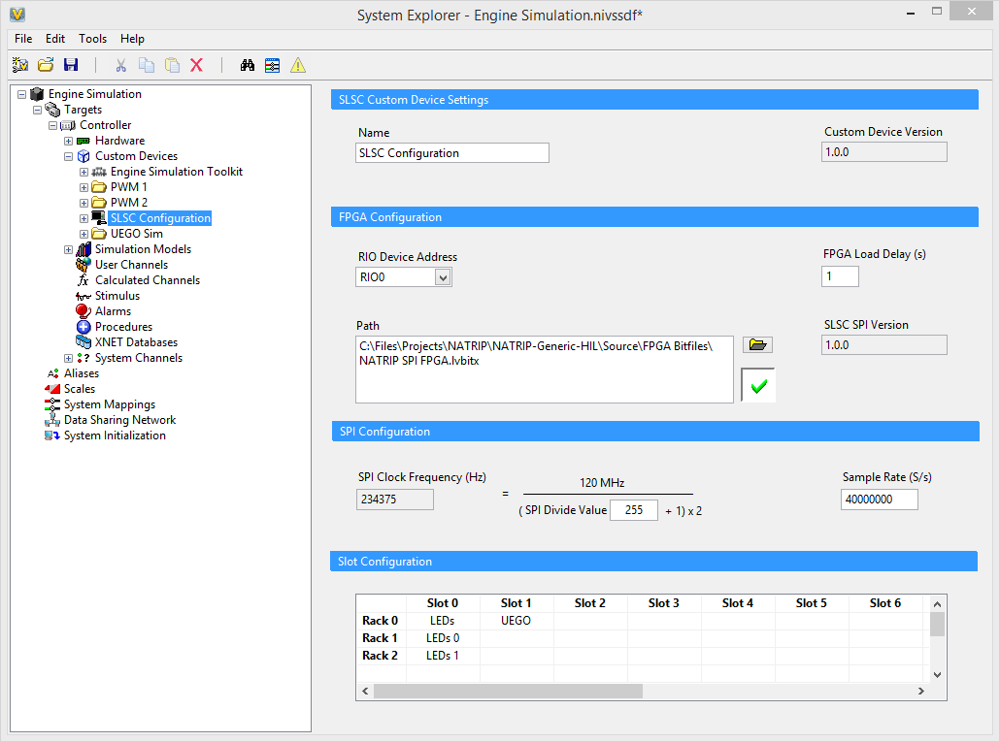 System Explorer - Engine Simulation.nivssdf*
File Edit Tools Help
Engine Simulation
Targets
Controller
Hardware
Custom Devices
Engine Simulation Toolkit
PWM 1
PWM 2
SLSC Configuration
UEGO Sim
Simulation Models
User Channels
Calculated Channels
Stimulus
Alarms
Procedures
XNET Databases
System Channels
Aliases
Scales
System Mappings
Data Sharing Network
System Initialization
SLSC Custom Device Settings
Name
SLSC Configuration
Custom Device Version
1.0.0
FPGA Configuration
RIO Device Address
RIO0
FPGA Load Delay (s)
1
Path
C:\Files\Projects\NATRIP\NATRIP-Generic-HIL\Source\FPGA Bitfiles\
NATRIP SPI FPGA.lvbitx
SLSC SPI Version
1.0.0
SPI Configuration
SPI Clock Frequency (Hz)
234375
=
120 MHz
( SPI Divide Value 255 + 1) x 2
Sample Rate (S/s)
40000000
Slot Configuration
Slot 0 Slot 1 Slot 2 Slot 3 Slot 4 Slot 5 Slot 6
Rack 0 LEDs UEGO
Rack 1 LEDs 0
Rack 2 LEDs 1